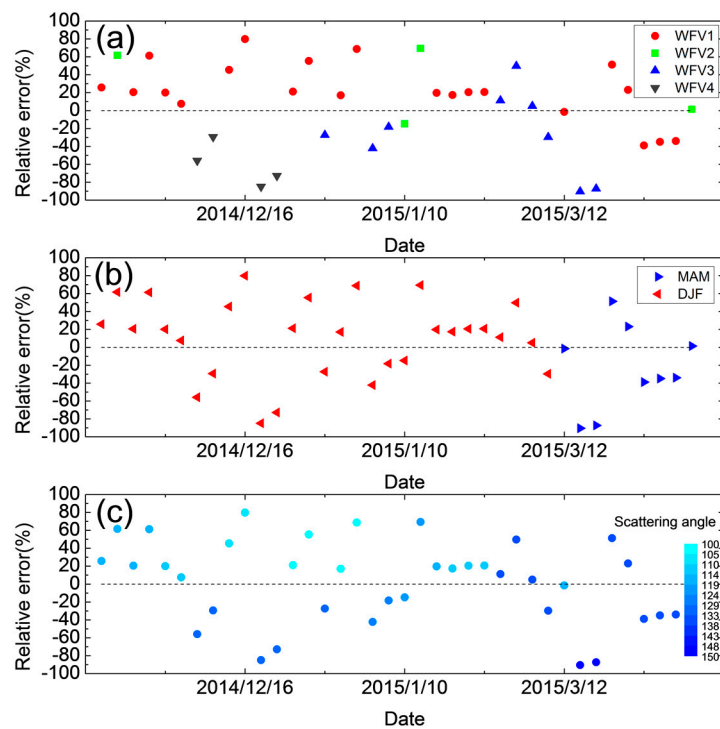 (a)
Relative error(%)
100
80
60
40
20
0
-20
-40
-60
-80
-100
WFV1
WFV2
WFV3
WFV4
2014/12/16 2015/1/10 2015/3/12
Date
(b)
Relative error(%)
100
80
60
40
20
0
-20
-40
-60
-80
-100
MAM
DJF
2014/12/16 2015/1/10 2015/3/12
Date
(c)
Relative error(%)
100
80
60
40
20
0
-20
-40
-60
-80
-100
Scattering angle
100
105
110
114
119
124
129
133
138
143
148
150
2014/12/16 2015/1/10 2015/3/12
Date